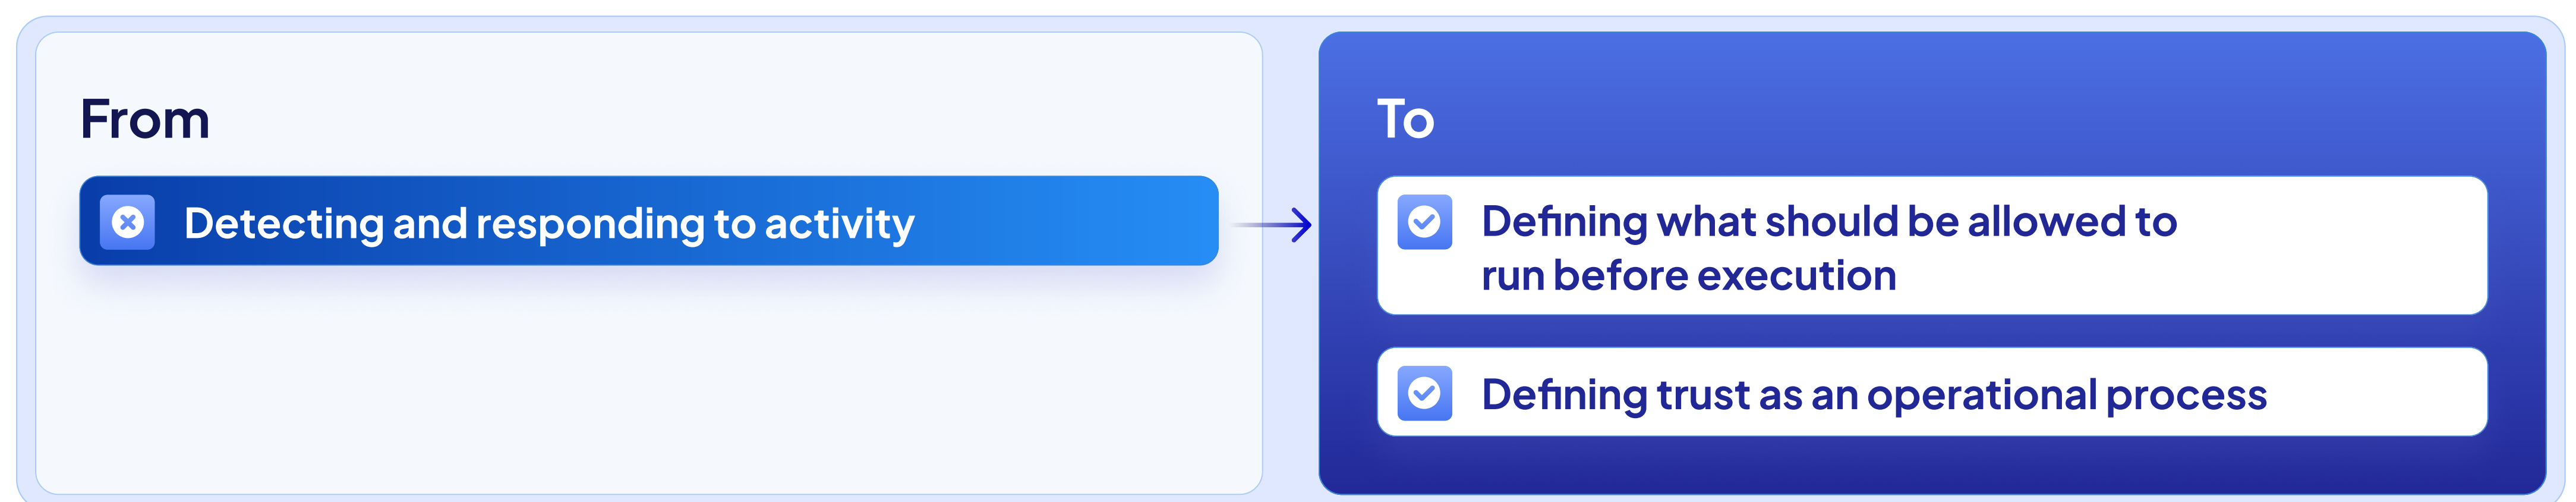 From
Detecting and responding to activity
To
Defining what should be allowed to
run before execution
Defining trust as an operational process